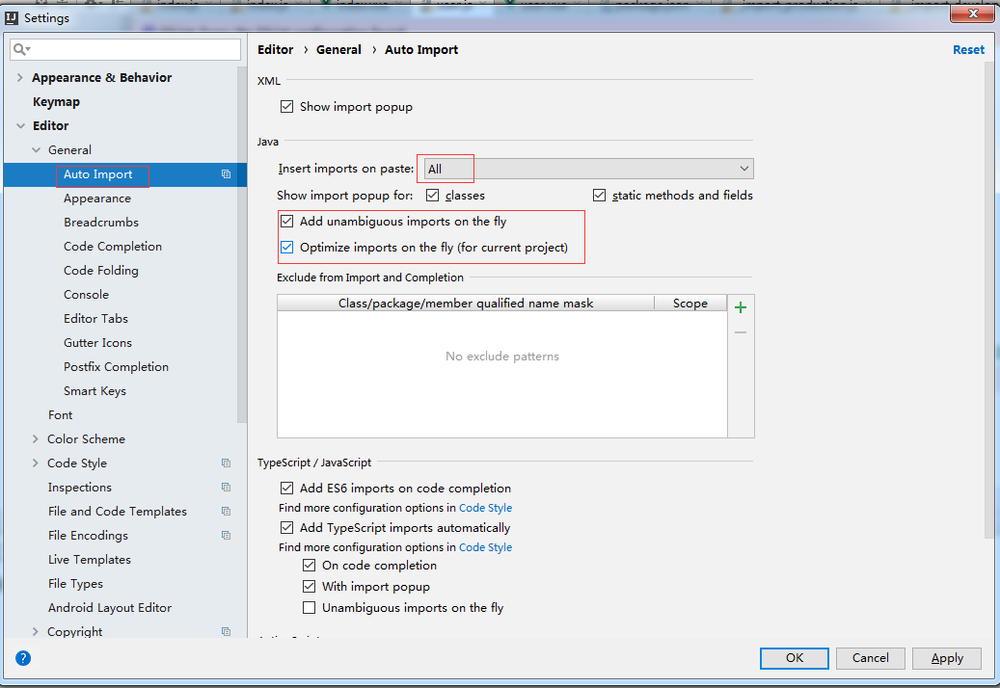 Settings
Editor › General › Auto Import
Reset
Appearance & Behavior
Keymap
Editor
General
Auto Import
Appearance
Breadcrumbs
Code Completion
Code Folding
Console
Editor Tabs
Gutter Icons
Postfix Completion
Smart Keys
Font
Color Scheme
Code Style
Inspections
File and Code Templates
File Encodings
Live Templates
File Types
Android Layout Editor
Copyright
XML
Show import popup
Java
Insert imports on paste: All
Show import popup for: classes static methods and fields
Add unambiguous imports on the fly
Optimize imports on the fly (for current project)
Exclude from Import and Completion
Class/package/member qualified name mask Scope
No exclude patterns
TypeScript / JavaScript
Add ES6 imports on code completion
Find more configuration options in Code Style
Add TypeScript imports automatically
Find more configuration options in Code Style
On code completion
With import popup
Unambiguous imports on the fly
OK Cancel Apply